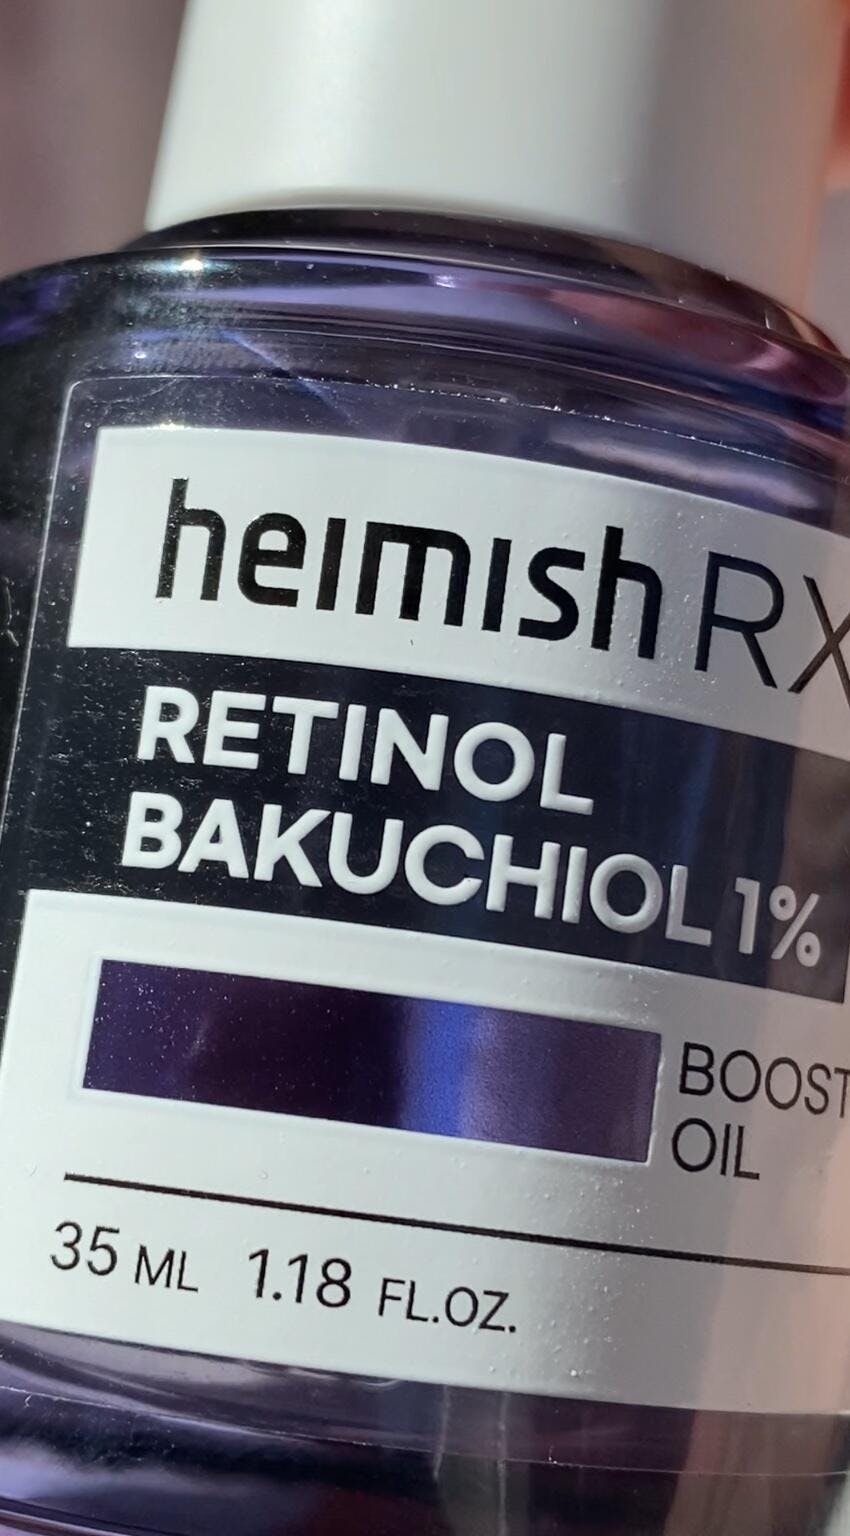 heimish RX
RETINOL
BAKUCHIOL 1%
BOOST
OIL
35 ML 1.18 FL.OZ.